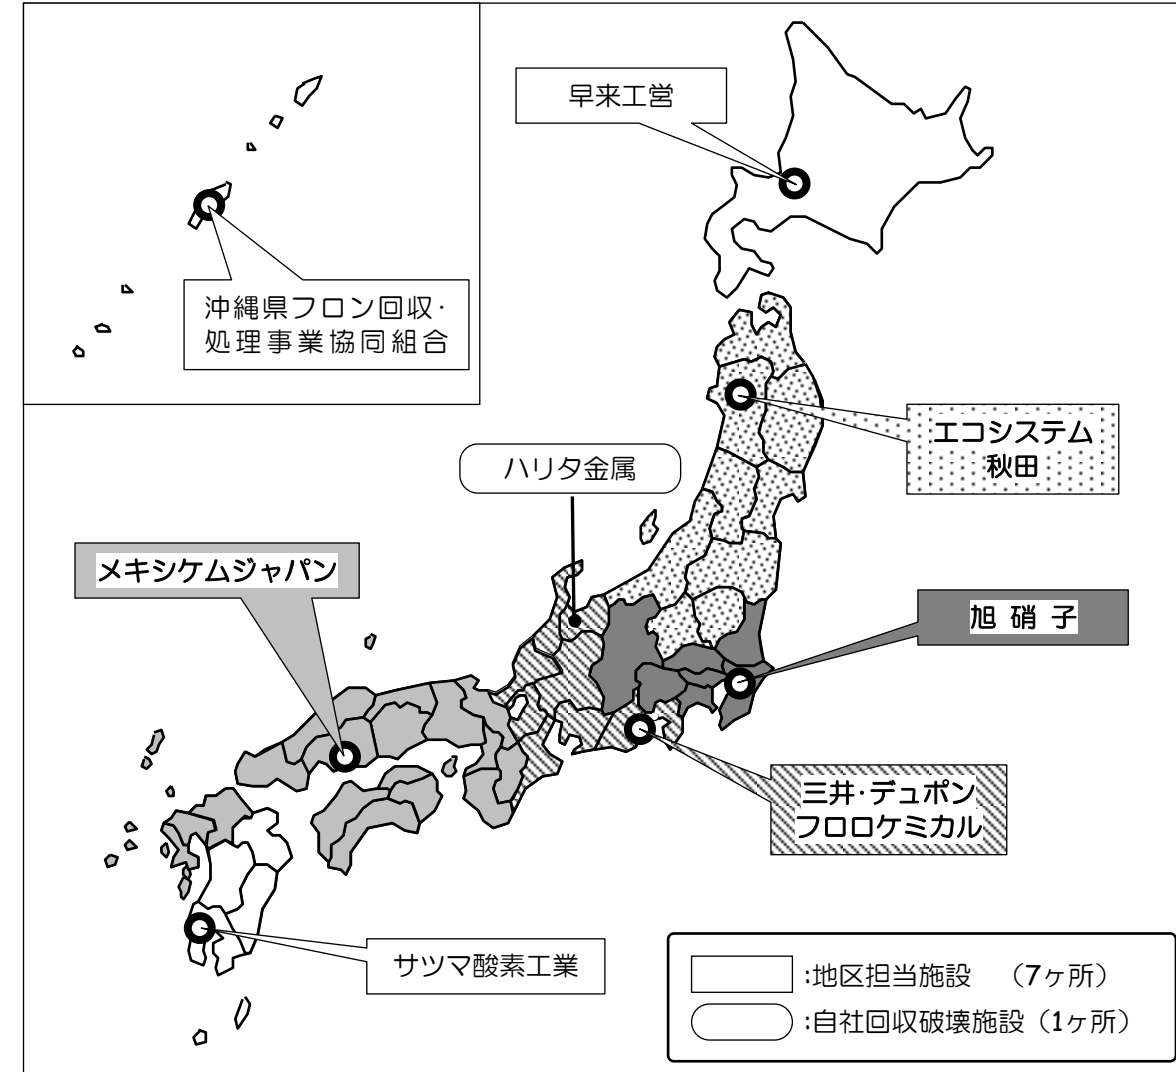 早来工営
沖縄県フロン回収・
処理事業協同組合
エコシステム
秋田
ハリタ金属
メキシケムジャパン
旭硝子
三井・デュポン
フロロケミカル
サツマ酸素工業
:地区担当施設 （7ヶ所）
:自社回収破壊施設（1ヶ所）